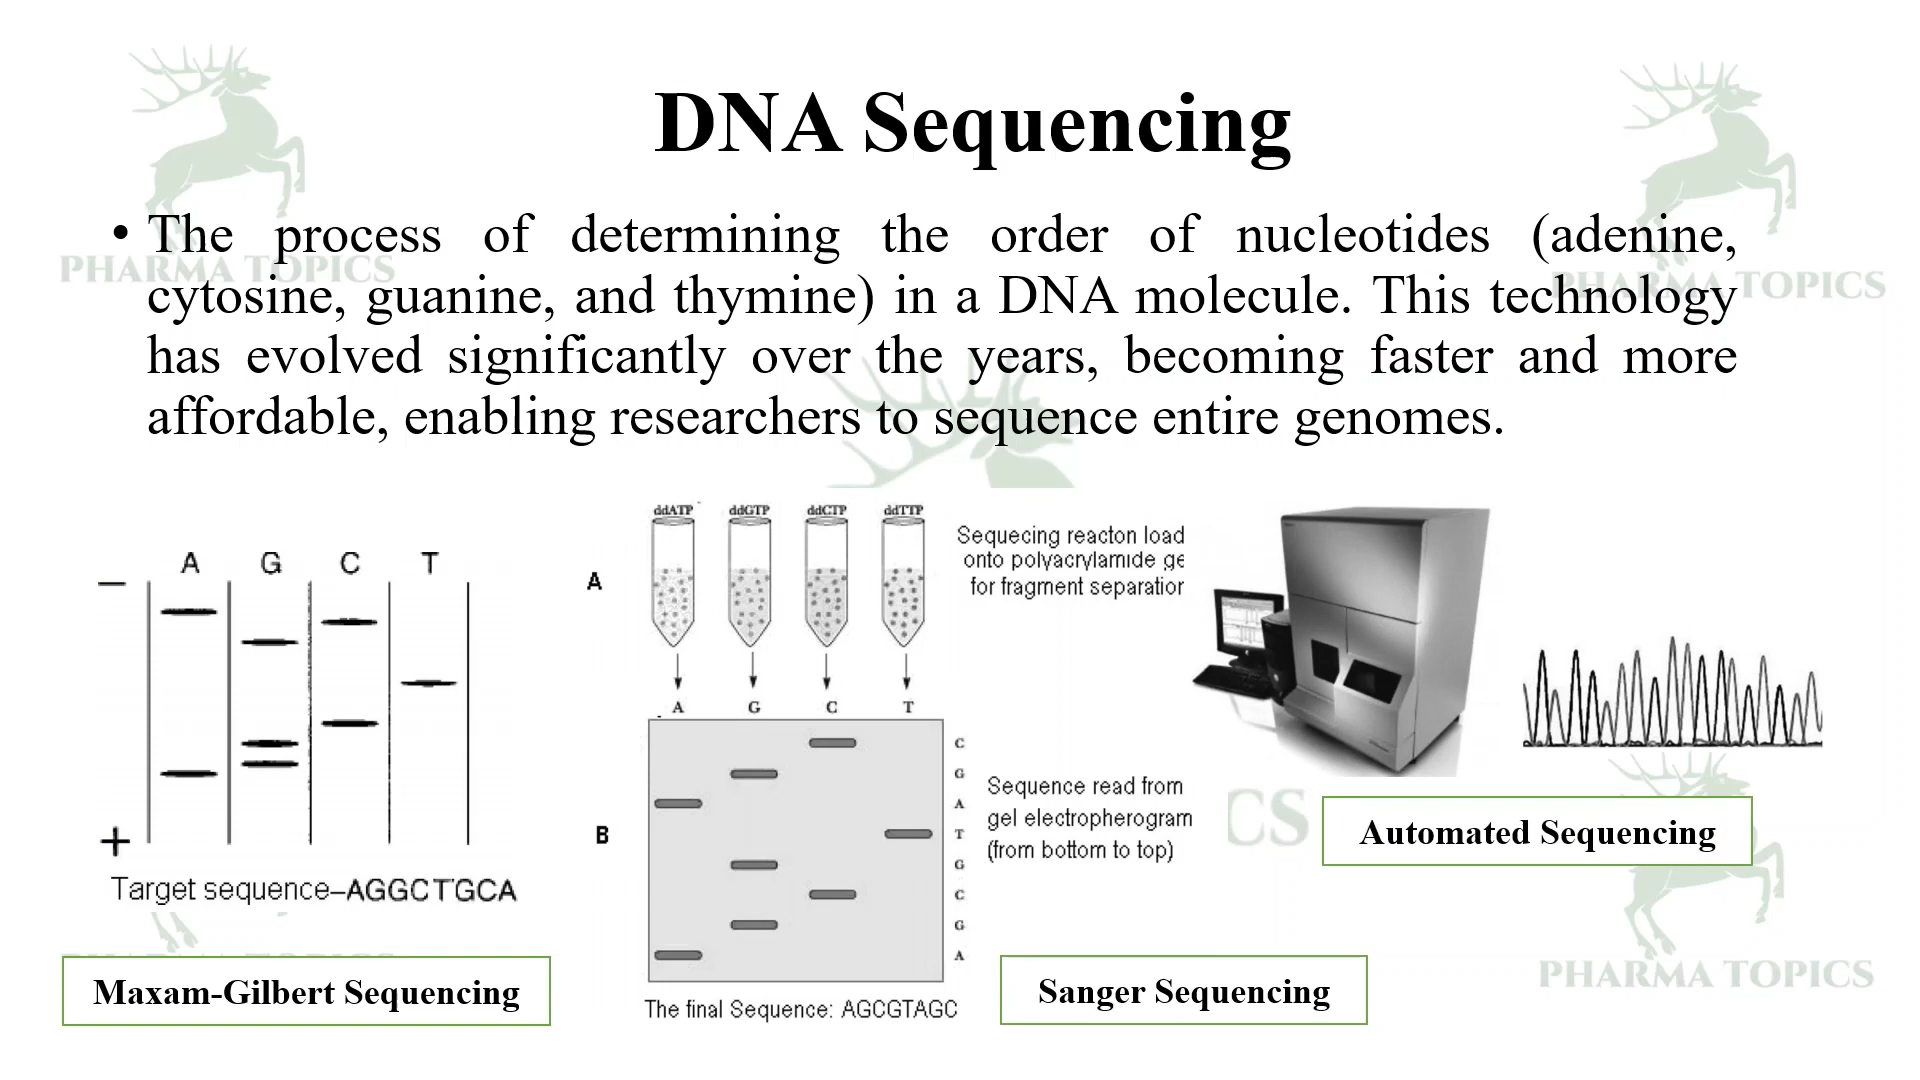 DNA Sequencing
• The process of determining the order of nucleotides (adenine,
cytosine, guanine, and thymine) in a DNA molecule. This technology
has evolved significantly over the years, becoming faster and more
affordable, enabling researchers to sequence entire genomes.
PHARMA TOPICS
PHARMA TOPICS
A G C T
–
+
Target sequence–AGGCTGCA
Maxam-Gilbert Sequencing
A
ddATP ddGTP ddCTP ddTTP
Sequecing reacton load
onto polyacrylamide ge
for fragment separation
A G C T
B
C
G
A
T
G
C
G
A
Sequence read from
gel electropherogram
(from bottom to top)
The final Sequence: AGCGTAGC
Sanger Sequencing
CS
Automated Sequencing
PHARMA TOPICS
PHARMA TOPICS